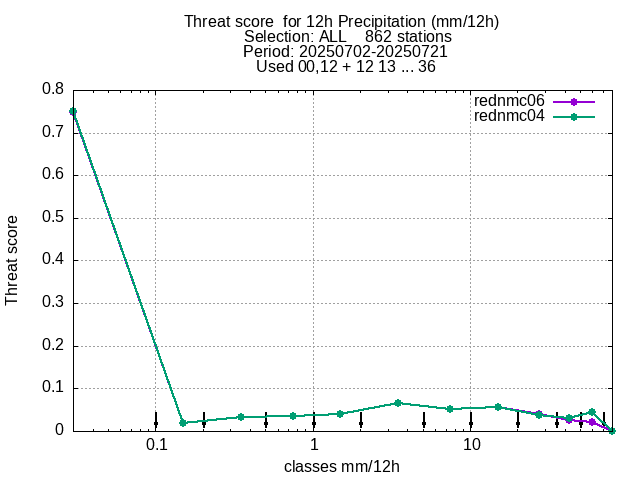 Threat score  for 12h Precipitation (mm/12h)
Selection: ALL    862 stations
Period: 20250702-20250721
Used 00,12 + 12 13 ... 36
rednmc06
rednmc04
0.8
0.7
0.6
0.5
0.4
0.3
0.2
0.1
0
Threat score
0.1 1 10
classes mm/12h